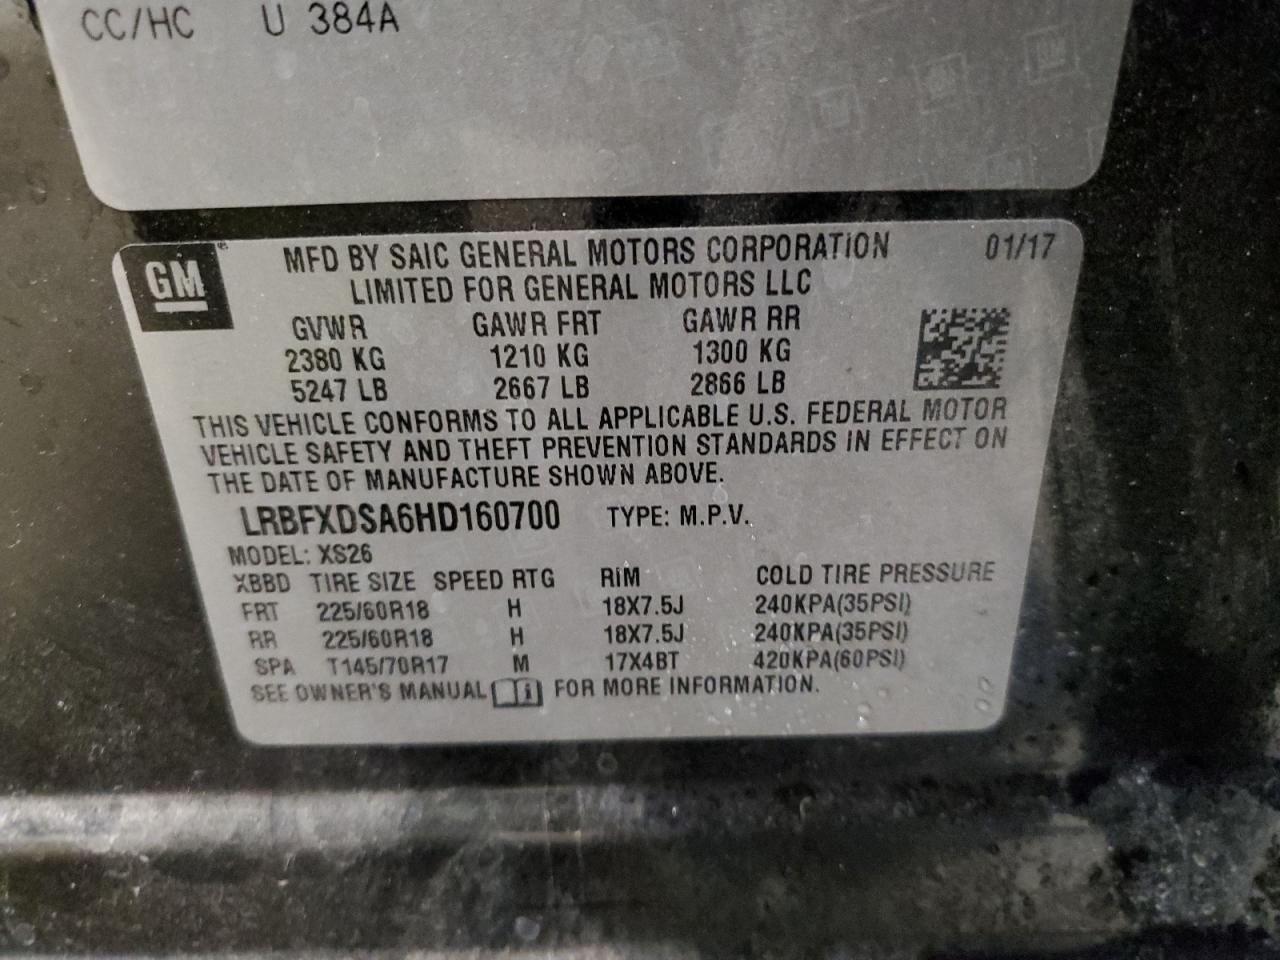 CC/HC U 384A
GM
MFD BY SAIC GENERAL MOTORS CORPORATION 01/17
LIMITED FOR GENERAL MOTORS LLC
GVWR GAWR FRT GAWR RR
2380 KG 1210 KG 1300 KG
5247 LB 2667 LB 2866 LB
THIS VEHICLE CONFORMS TO ALL APPLICABLE U.S. FEDERAL MOTOR
VEHICLE SAFETY AND THEFT PREVENTION STANDARDS IN EFFECT ON
THE DATE OF MANUFACTURE SHOWN ABOVE.
LRBFXDSA6HD160700 TYPE: M.P.V.
MODEL: XS26
XBBD TIRE SIZE SPEED RTG RIM COLD TIRE PRESSURE
FRT 225/60R18 H 18X7.5J 240KPA(35PSI)
RR 225/60R18 H 18X7.5J 240KPA(35PSI)
SPA T145/70R17 M 17X4BT 420KPA(60PSI)
SEE OWNER'S MANUAL FOR MORE INFORMATION.